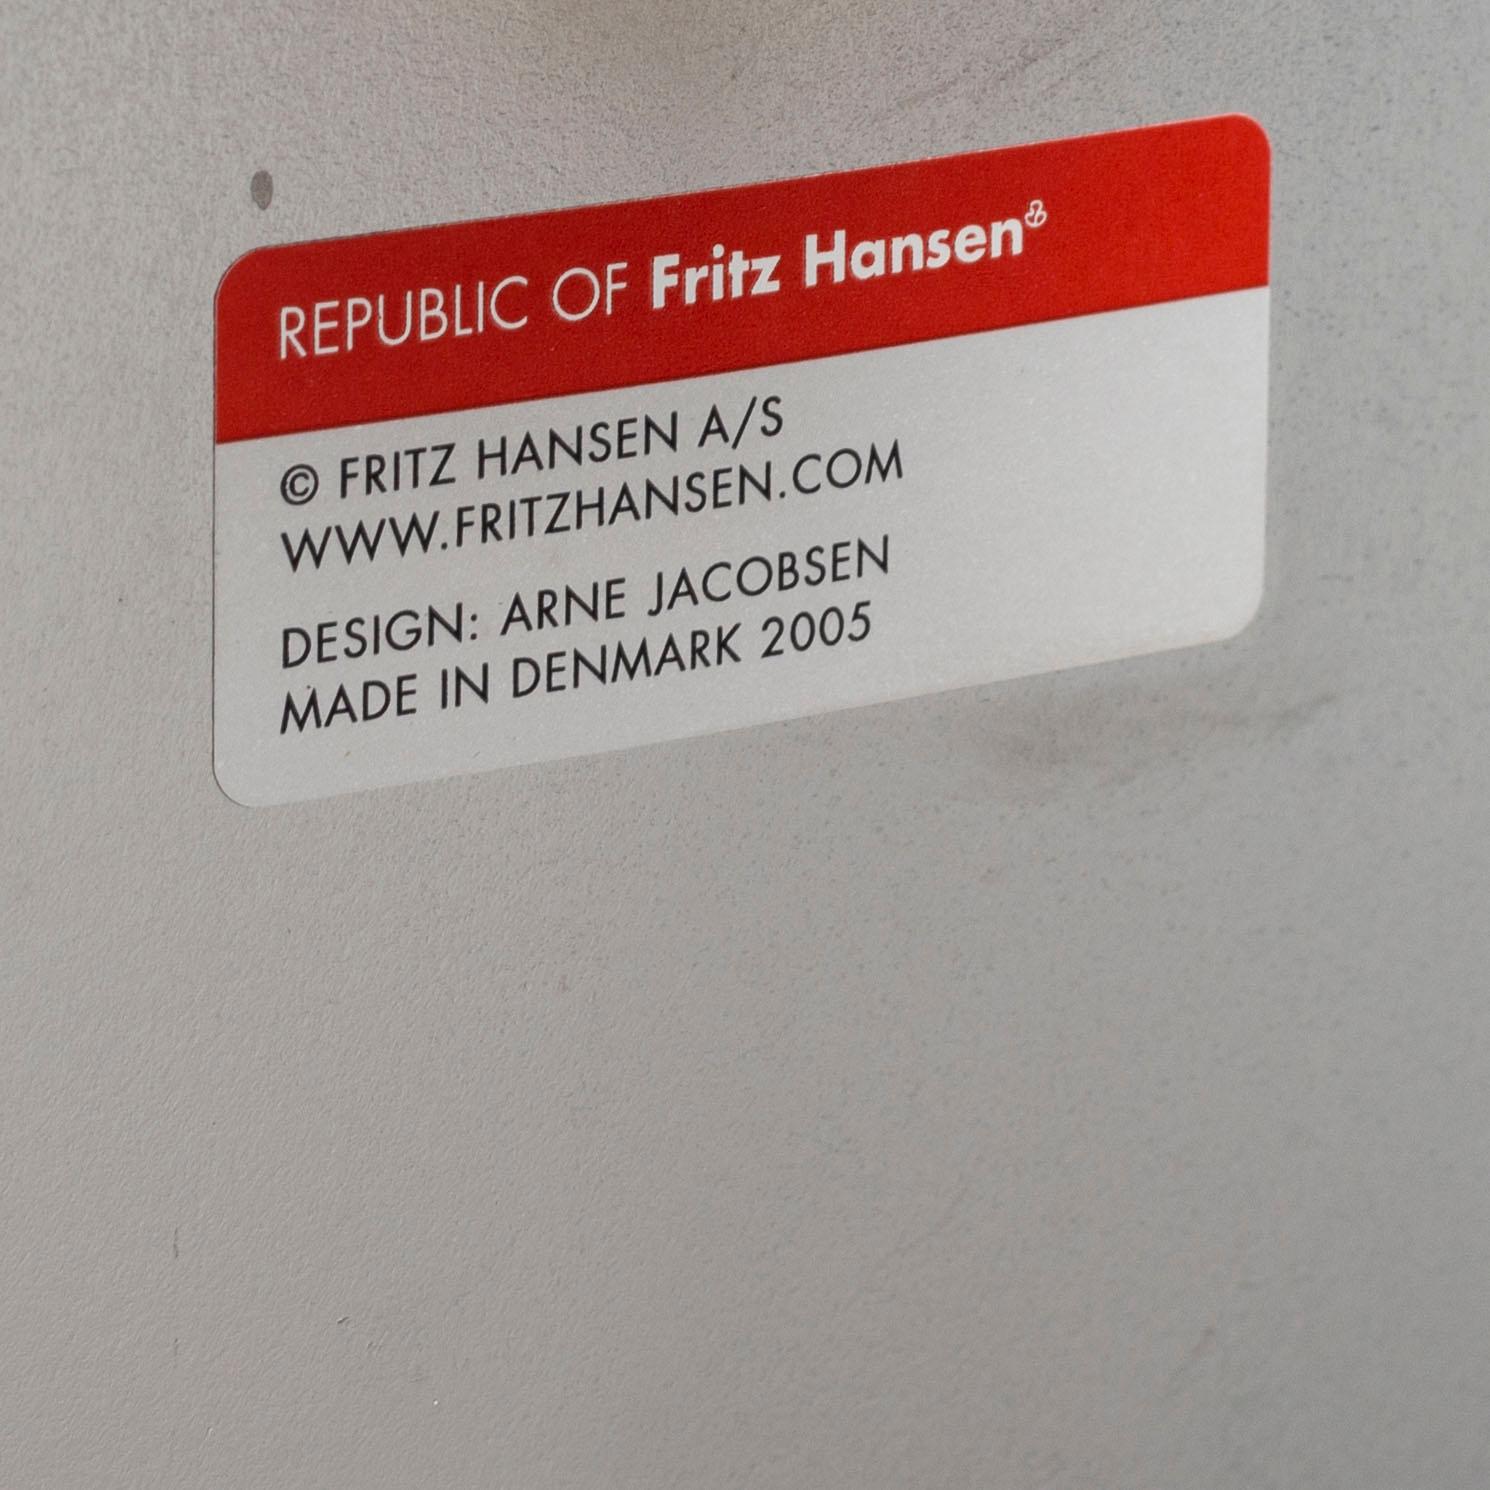 REPUBLIC OF Fritz Hansen
© FRITZ HANSEN A/S
WWW.FRITZHANSEN.COM
DESIGN: ARNE JACOBSEN
MADE IN DENMARK 2005